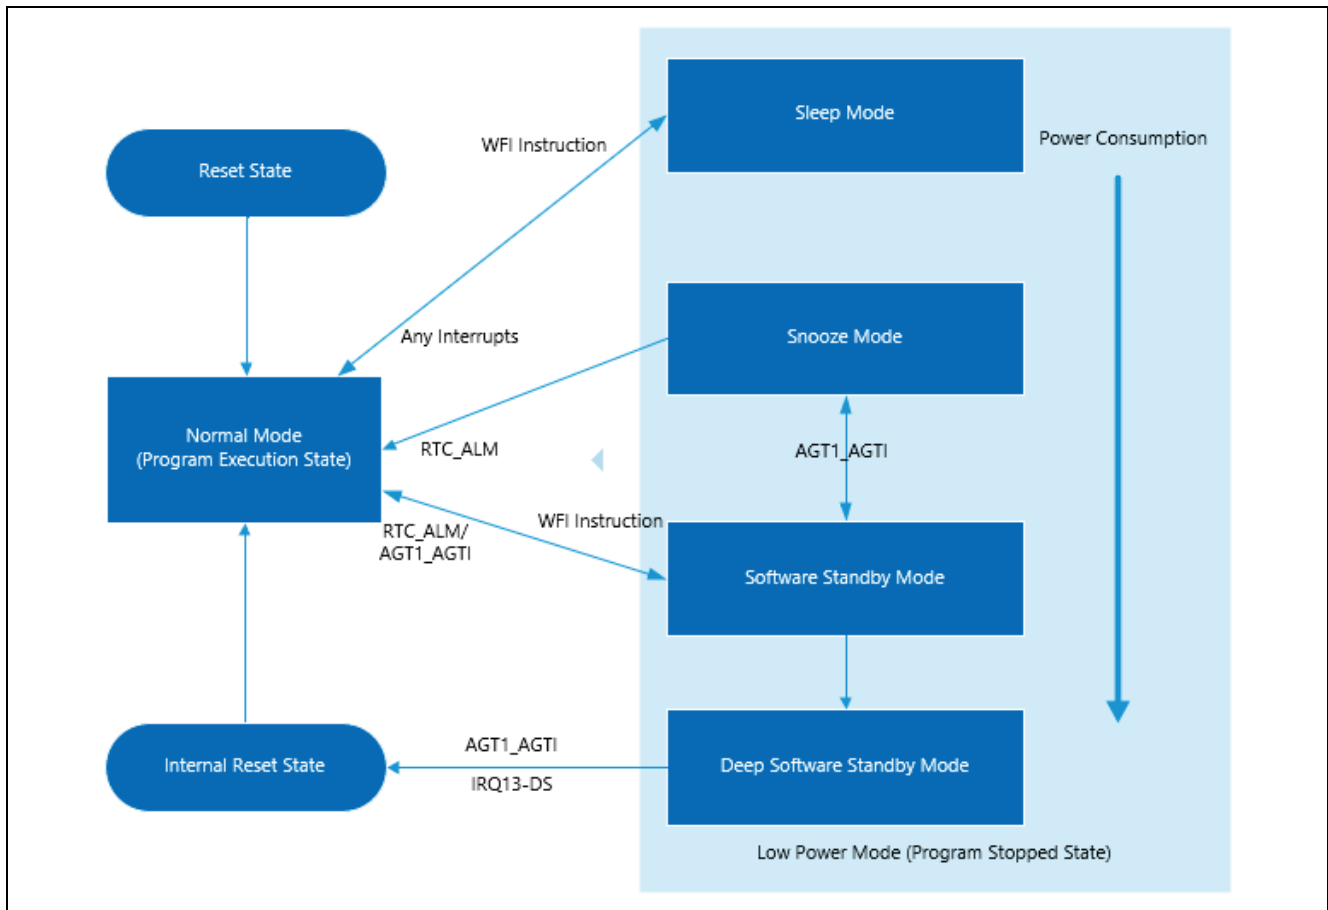 Sleep Mode
Power Consumption
WFI Instruction
Reset State
Any Interrupts
Snooze Mode
Normal Mode
(Program Execution State)
RTC_ALM
AGT1_AGTI
WFI Instruction
RTC_ALM/
AGT1_AGTI
Software Standby Mode
AGT1_AGTI
Internal Reset State
Deep Software Standby Mode
IRQ13-DS
Low Power Mode (Program Stopped State)